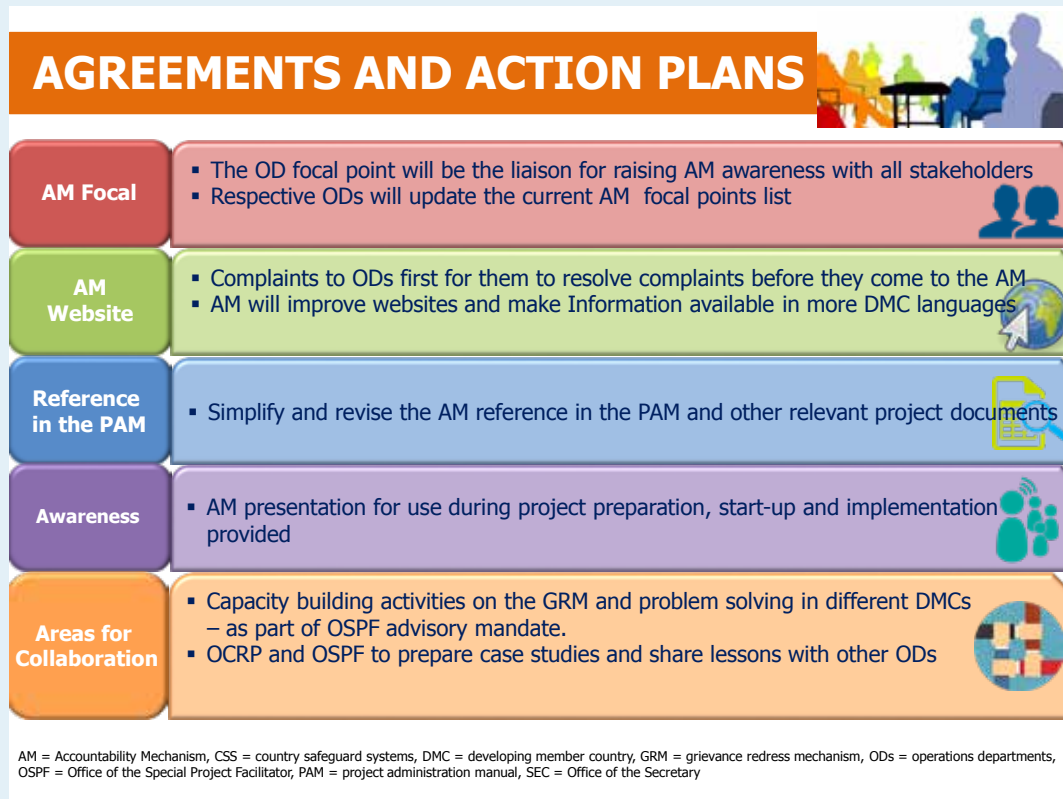 AGREEMENTS AND ACTION PLANS
AM Focal
▪ The OD focal point will be the liaison for raising AM awareness with all stakeholders
▪ Respective ODs will update the current AM focal points list
AM
Website
▪ Complaints to ODs first for them to resolve complaints before they come to the AM
▪ AM will improve websites and make Information available in more DMC languages
Reference
in the PAM
▪ Simplify and revise the AM reference in the PAM and other relevant project documents
Awareness
▪ AM presentation for use during project preparation, start-up and implementation
provided
Areas for
Collaboration
▪ Capacity building activities on the GRM and problem solving in different DMCs
– as part of OSPF advisory mandate.
▪ OCRP and OSPF to prepare case studies and share lessons with other ODs
AM = Accountability Mechanism, CSS = country safeguard systems, DMC = developing member country, GRM = grievance redress mechanism, ODs = operations departments,
OSPF = Office of the Special Project Facilitator, PAM = project administration manual, SEC = Office of the Secretary